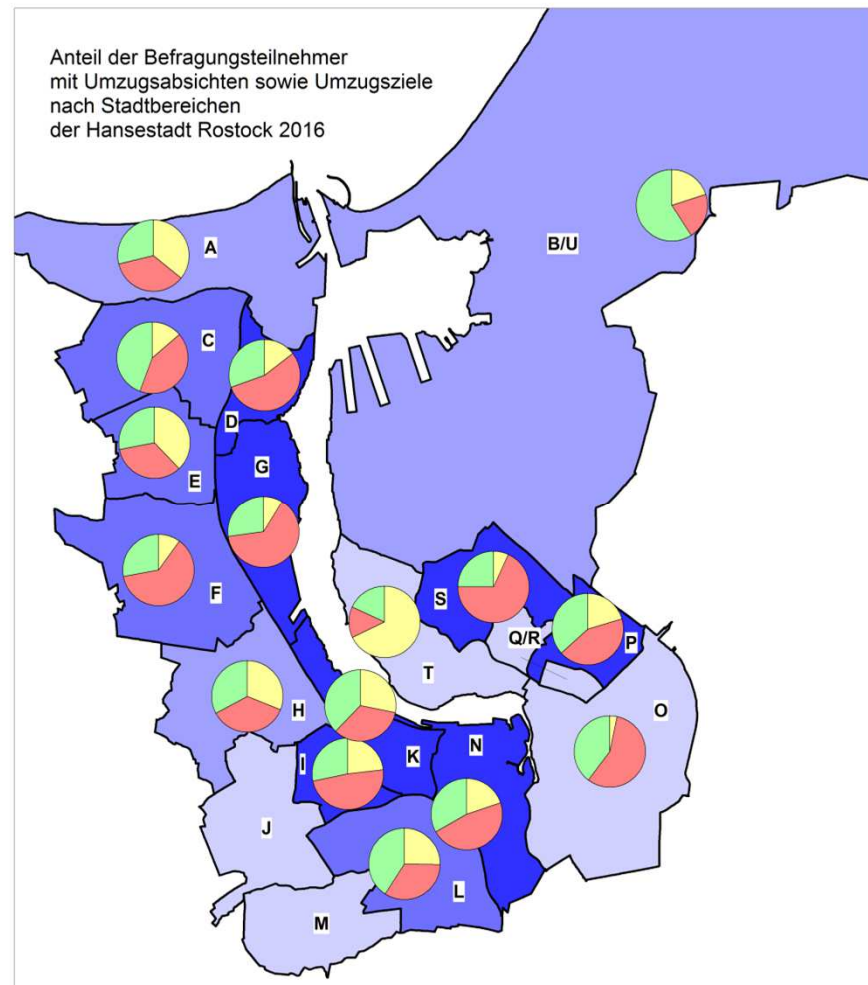 Anteil der Befragungsteilnehmer
mit Umzugsabsichten sowie Umzugsziele
nach Stadtbereichen
der Hansestadt Rostock 2016
A
B/U
C
D
E
G
F
S
Q/R
P
T
H
O
I
K
N
J
L
M